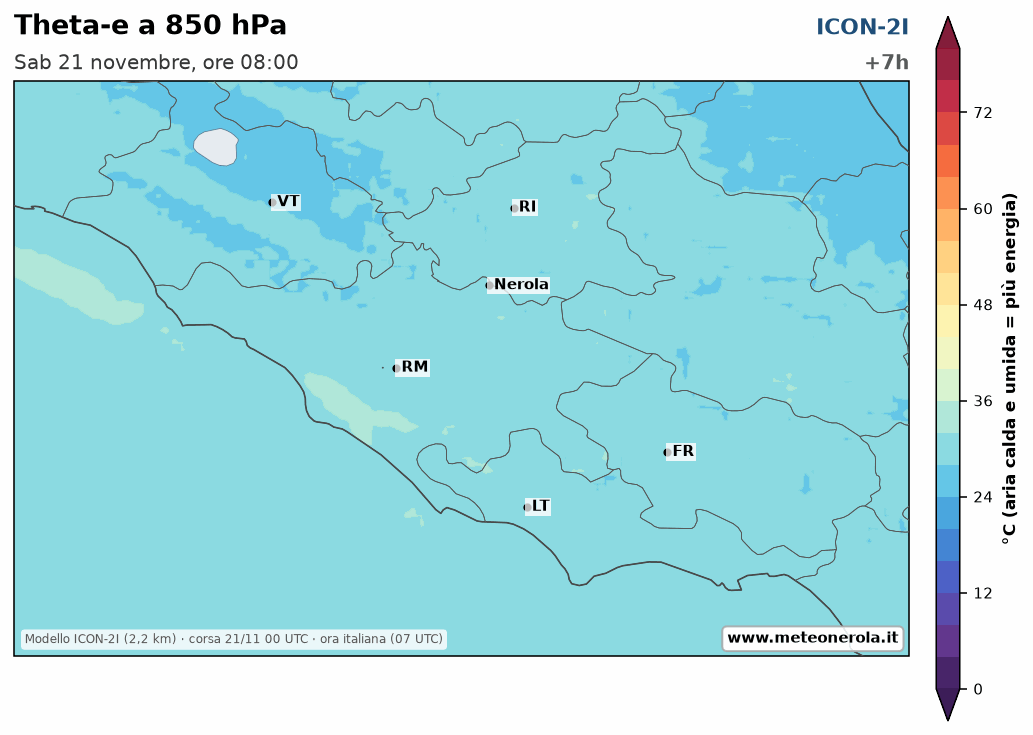 Theta-e a 850 hPa
ICON-2I
Sab 21 novembre, ore 08:00
+7h
VT
RI
Nerola
RM
FR
LT
Modello ICON-2I (2,2 km) · corsa 21/11 00 UTC · ora italiana (07 UTC)
www.meteonerola.it
72
60
48
36
24
12
0
°C (aria calda e umida = più energia)